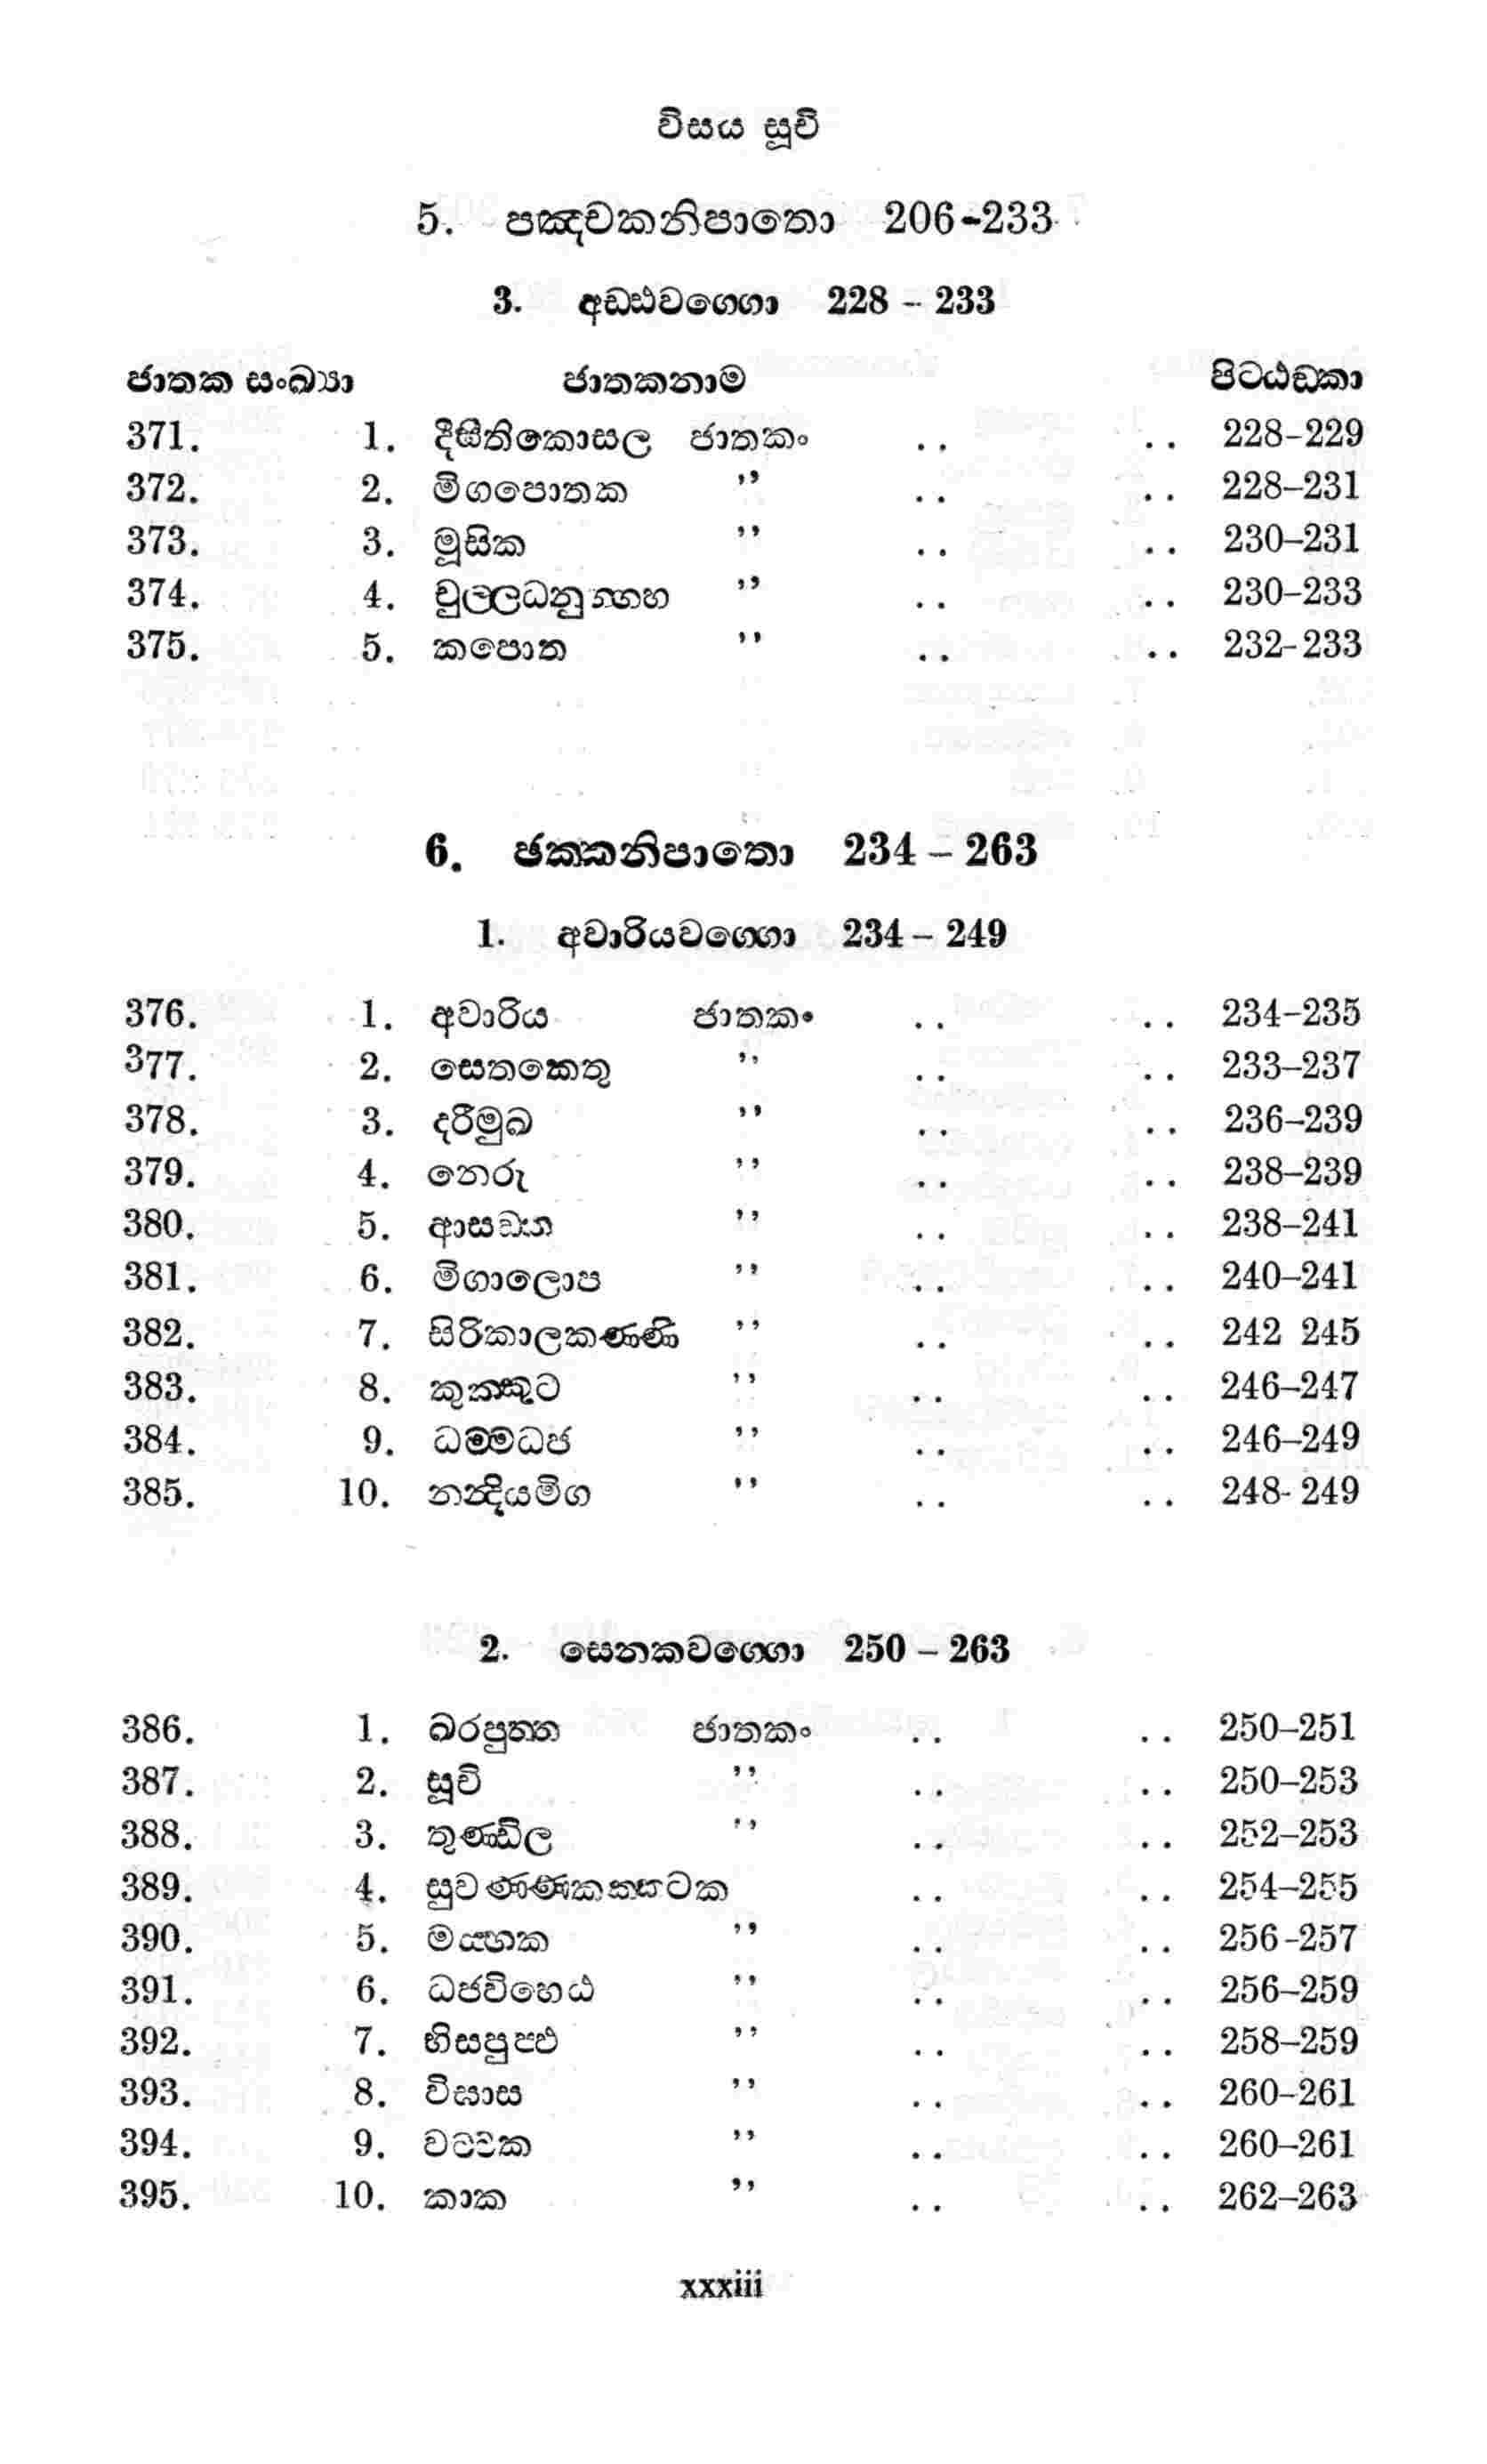 විසය සූචි
5. පඤ්චකනිපාතො 206-233
3. අඩ්ඪවග්ගො 228 - 233
ජාතක සංඛ්‍යා ජාතකනාම පිටඨඞ්කා
371. 1. දීඝීතිකොසල ජාතකං .. .. 228-229
372. 2. මිගපොතක ,, .. .. 228-231
373. 3. මූසික ,, .. .. 230-231
374. 4. චුල්ලධනුග්ගහ ,, .. .. 230-233
375. 5. කපොත ,, .. .. 232-233
6. ඡක්කනිපාතො 234 - 263
1. අවාරියවග්ගො 234 - 249
376. 1. අවාරිය ජාතකං .. .. 234-235
377. 2. සෙතකෙතු ,, .. .. 233-237
378. 3. දරීමුඛ ,, .. .. 236-239
379. 4. නෙරු ,, .. .. 238-239
380. 5. ආසඞ්ක ,, .. .. 238-241
381. 6. මිගාලොප ,, .. .. 240-241
382. 7. සිරිකාලකණ්ණි ,, .. .. 242 245
383. 8. කුක්කුට ,, .. .. 246-247
384. 9. ධම්මධජ ,, .. .. 246-249
385. 10. නන්දියමිග ,, .. .. 248-249
2. සෙනකවග්ගො 250 - 263
386. 1. ඛරපුත්ත ජාතකං .. .. 250-251
387. 2. සූචි ,, .. .. 250-253
388. 3. තුණ්ඩිල ,, .. .. 252-253
389. 4. සුවණ්ණකක්කටක .. .. 254-255
390. 5. මය්හක ,, .. .. 256-257
391. 6. ධජවිහෙඨ ,, .. .. 256-259
392. 7. භිසපුප්ඵ ,, .. .. 258-259
393. 8. විඝාස ,, .. .. 260-261
394. 9. වට්ටක ,, .. .. 260-261
395. 10. කාක ,, .. .. 262-263
xxxiii